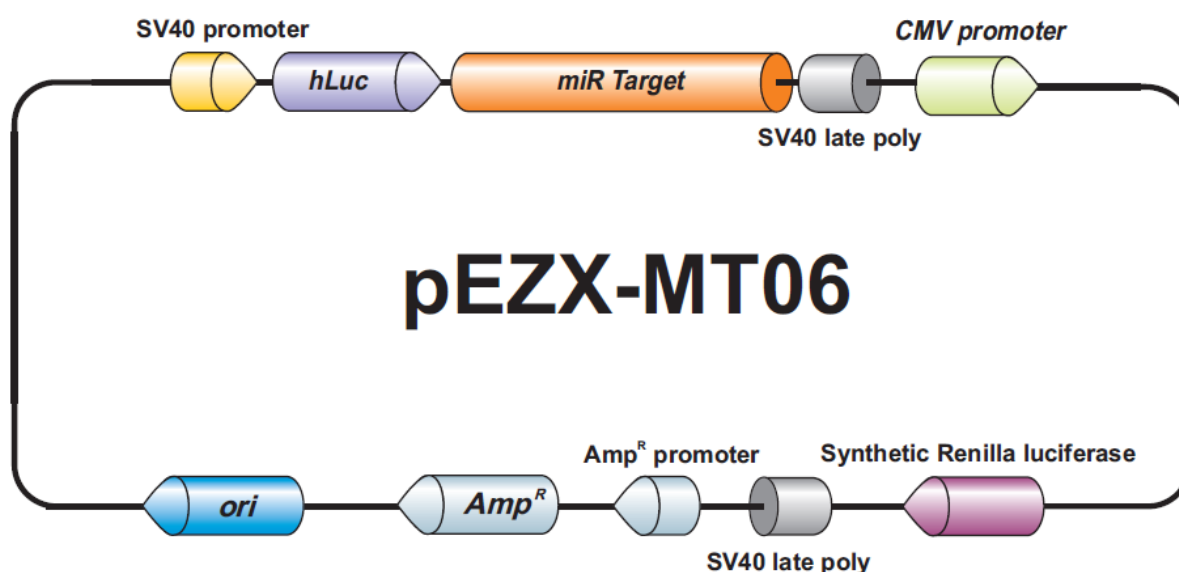 SV40 promoter
CMV promoter
hLuc
miR Target
SV40 late poly
pEZX-MT06
Amp^R promoter
Synthetic Renilla luciferase
ori
Amp^R
SV40 late poly